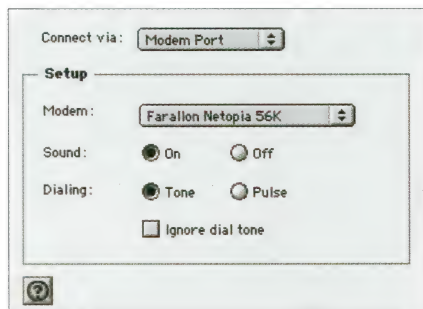 Connect via: Modem Port
Setup
Modem: Farallon Netopia 56K
Sound: On Off
Dialing: Tone Pulse
Ignore dial tone
?